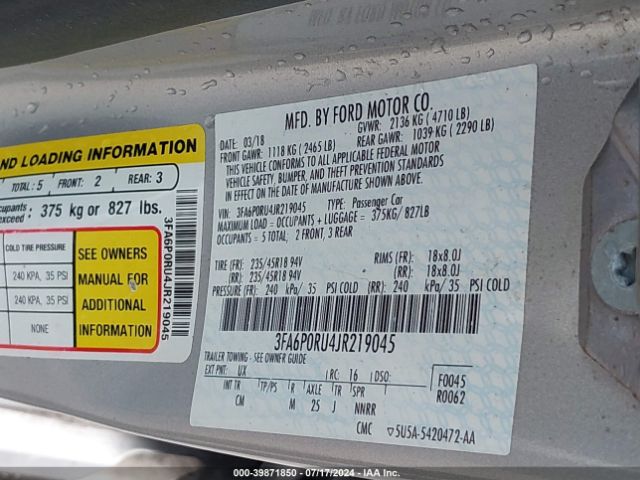 ND LOADING INFORMATION
TOTAL: 5 FRONT: 2 REAR: 3
cupants
exceed : 375 kg or 827 lbs.
COLD TIRE PRESSURE
240 KPA, 35 PSI
240 KPA, 35 PSI
NONE
SEE OWNERS
MANUAL FOR
ADDITIONAL
INFORMATION
3FA6P0RU4JR219045
MFD. BY FORD MOTOR CO.
DATE: 03/18 GVWR: 2136 KG ( 4710 LB)
FRONT GAWR: 1118 KG ( 2465 LB) REAR GAWR: 1039 KG ( 2290 LB)
THIS VEHICLE CONFORMS TO ALL APPLICABLE FEDERAL MOTOR
VEHICLE SAFETY, BUMPER, AND THEFT PREVENTION STANDARDS
IN EFFECT ON THE DATE OF MANUFACTURE SHOWN ABOVE.
VIN: 3FA6P0RU4JR219045 TYPE: Passenger Car
MAXIMUM LOAD = OCCUPANTS + LUGGAGE = 375KG/ 827LB
OCCUPANTS = 5 TOTAL, 2 FRONT, 3 REAR
TIRE (FR): 235/45R18 94V RIMS (FR): 18x8.0J
(RR): 235/45R18 94V (RR): 18x8.0J
PRESSURE (FR): 240 kPa/ 35 PSI COLD (RR): 240 kPa/ 35 PSI COLD
3FA6P0RU4JR219045
TRAILER TOWING - SEE OWNER GUIDE
EXT PNT: UX RC: 16 DSO: F0045
INT TR TP/PS R AXLE TR SPR R0062
CM M 25 J NNRR
CMC 5U5A-5420472-AA
000-39871850 | 07/17/2024 | IAA Inc.